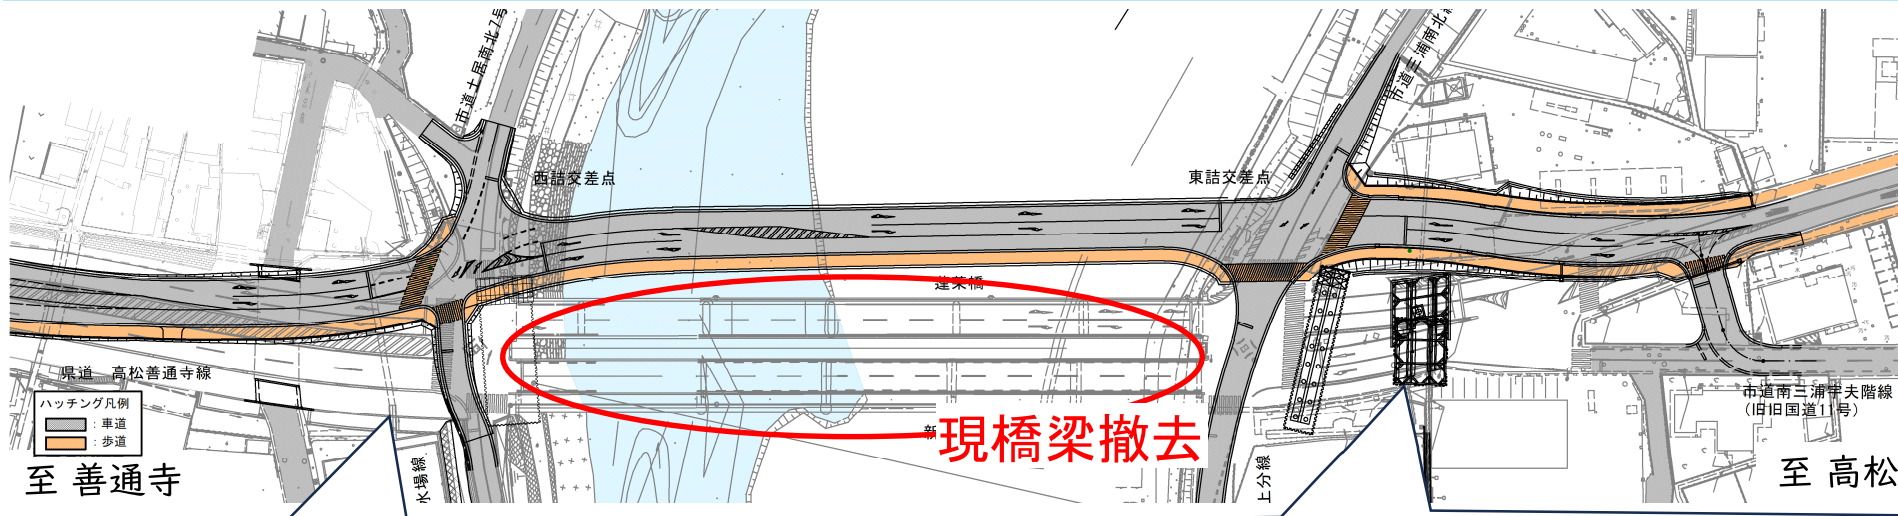 市道土居南北7号
市道三浦南北線
西詰交差点
東詰交差点
蓬莱橋
県道 高松善通寺線
ハッチング凡例
：車道
：歩道
至 善通寺
水場線
新
現橋梁撤去
上分線
市道南三浦宇夫階線
（旧旧国道11号）
至 高松